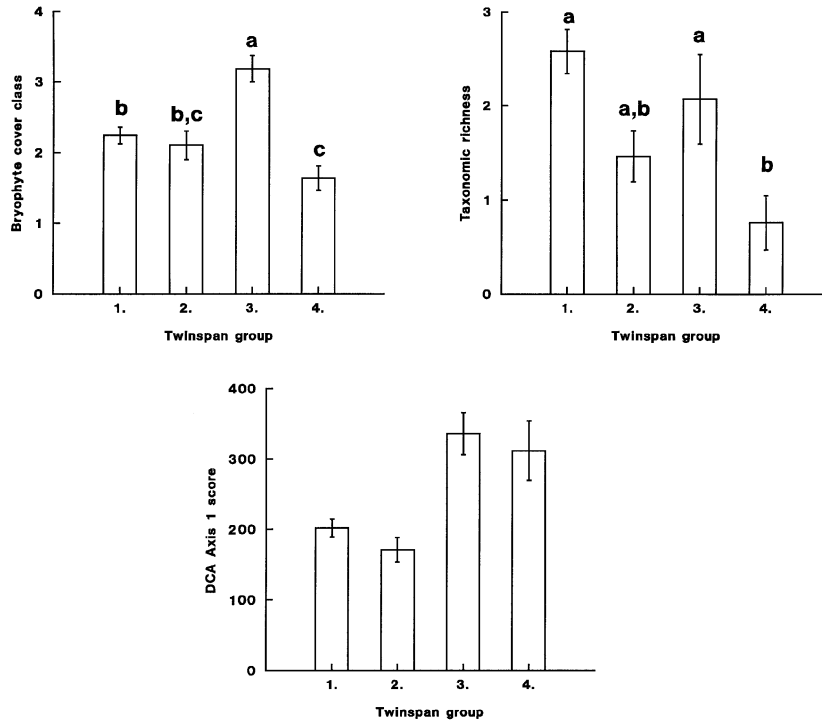 Bryophyte cover class
4
3
2
1
0
b
b,c
a
c
1. 2. 3. 4.
Twinspan group
Taxonomic richness
3
2
1
0
a
a,b
a
b
1. 2. 3. 4.
Twinspan group
DCA Axis 1 score
400
300
200
100
0
1. 2. 3. 4.
Twinspan group